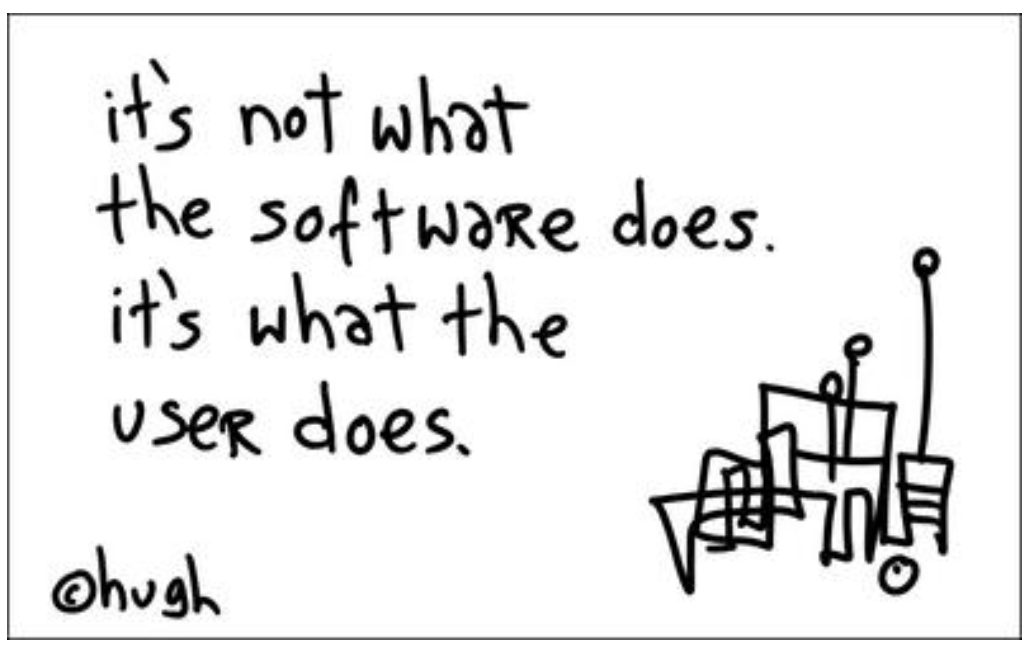 it's not what
the software does.
it's what the
user does.
©hugh